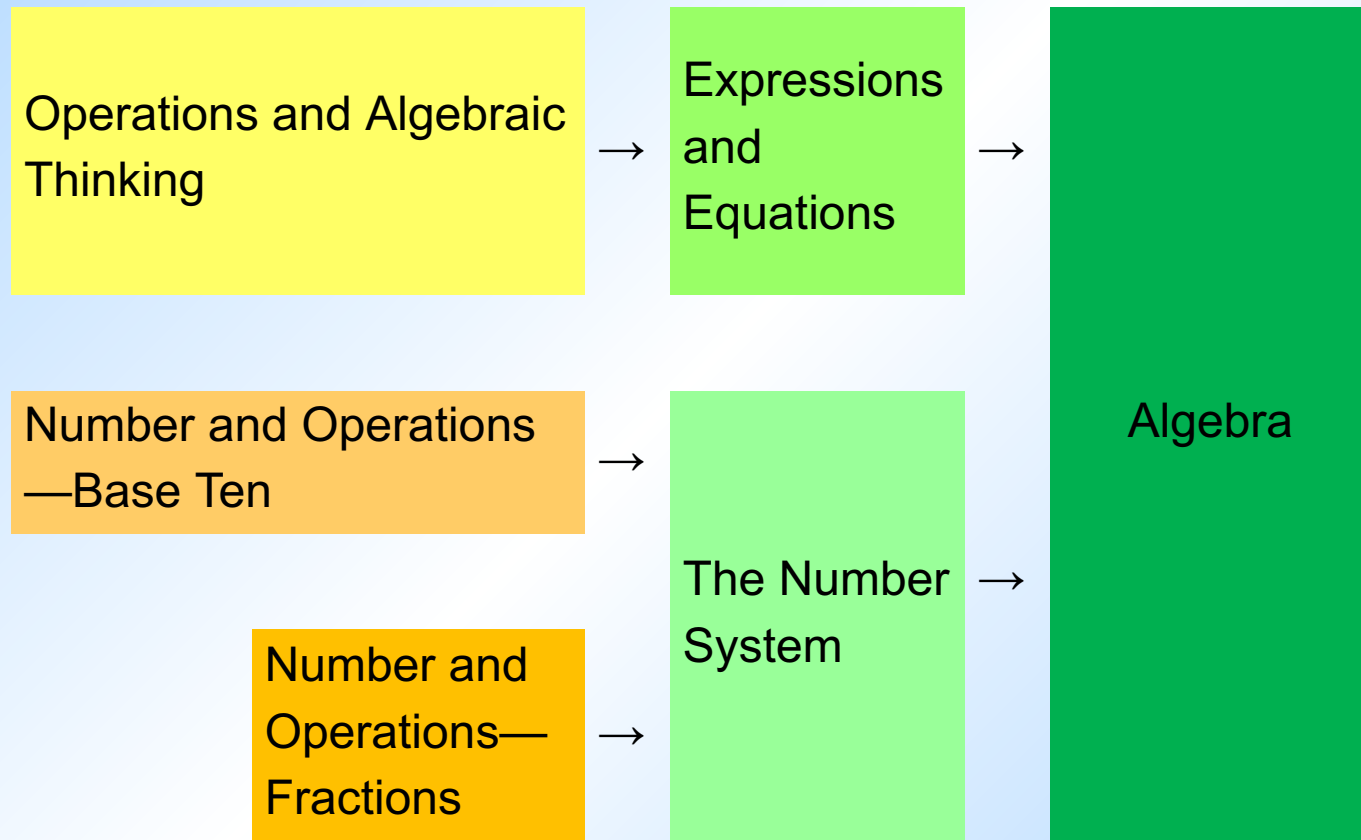 Operations and Algebraic
Thinking
→
Expressions
and
Equations
→
Number and Operations
—Base Ten
→
Number and
Operations—
Fractions
→
The Number
System
→
Algebra